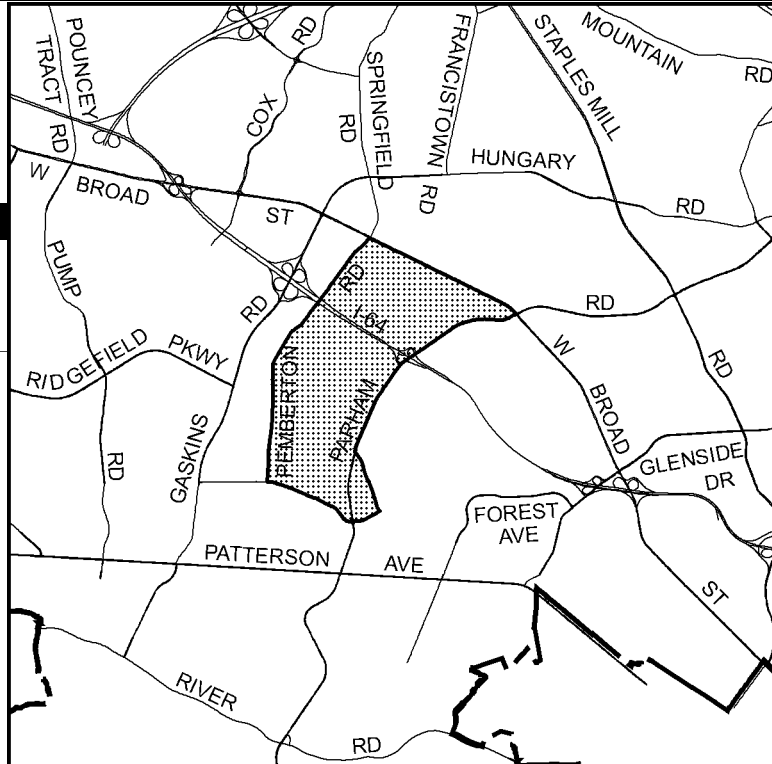 POUNCEY
TRACT RD
COX
RD
SPRINGFIELD
RD
FRANCISTOWN
RD
STAPLES MILL
RD
MOUNTAIN
RD
HUNGARY
RD
W BROAD ST
PUMP
RD
RIDGEFIELD PKWY
GASKINS
RD
PEMBERTON
RD
I-64
PARHAM
RD
W BROAD
ST
GLENSIDE
DR
FOREST
AVE
PATTERSON AVE
RIVER
RD